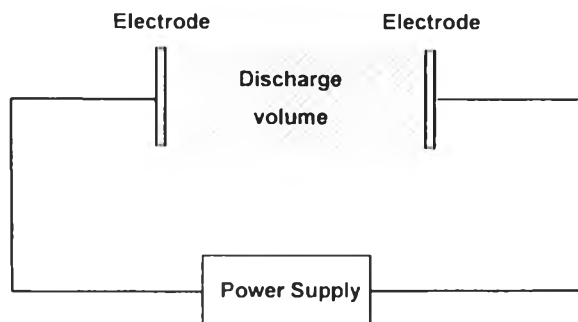 Electrode
Electrode
Discharge
volume
Power Supply